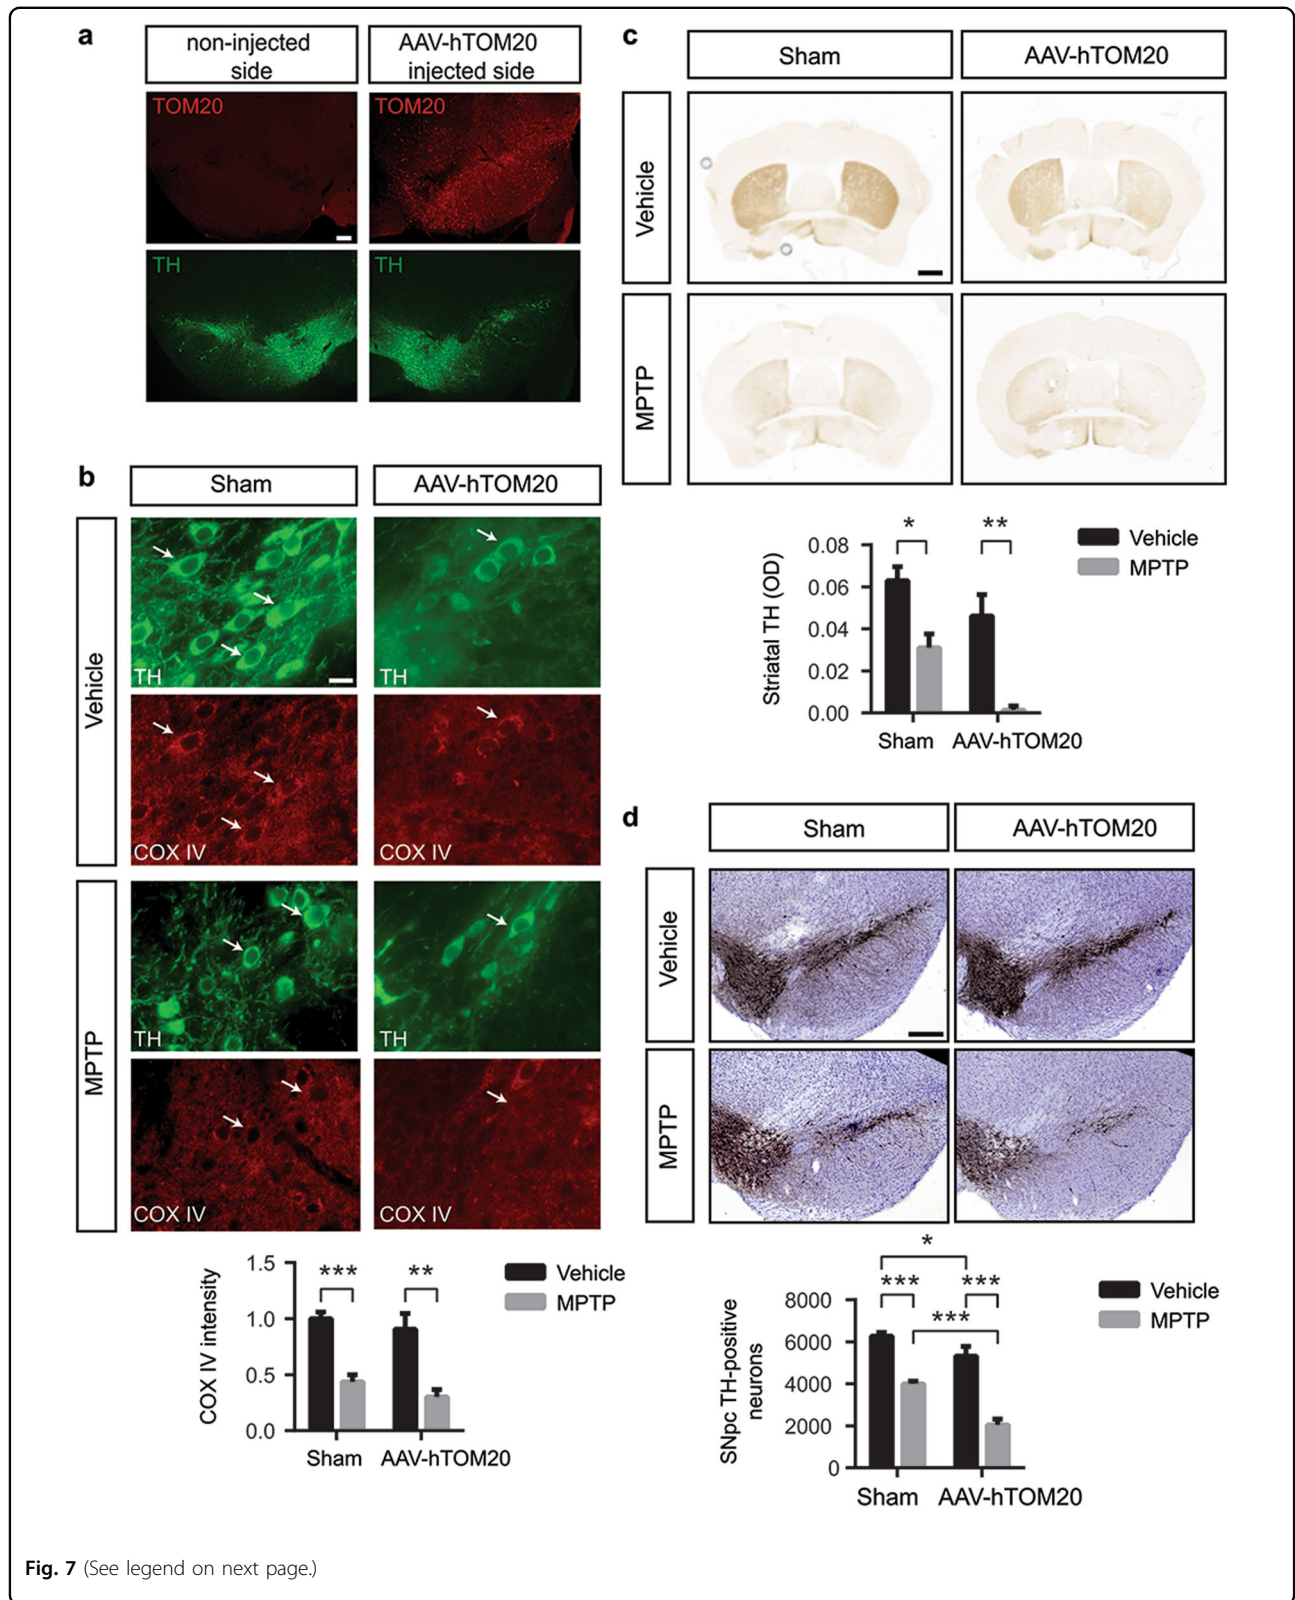 a
non-injected
side
AAV-hTOM20
injected side
TOM20
TOM20
TH
TH
b
Sham
AAV-hTOM20
Vehicle
TH
TH
COX IV
COX IV
MPTP
TH
TH
COX IV
COX IV
COX IV intensity
1.5
1.0
0.5
0.0
***
**
Vehicle
MPTP
Sham
AAV-hTOM20
c
Sham
AAV-hTOM20
Vehicle
MPTP
Striatal TH (OD)
0.08
0.06
0.04
0.02
0.00
*
**
Vehicle
MPTP
Sham
AAV-hTOM20
d
Sham
AAV-hTOM20
Vehicle
MPTP
SNpc TH-positive
neurons
8000
6000
4000
2000
0
*
***
***
***
Vehicle
MPTP
Sham
AAV-hTOM20
Fig. 7 (See legend on next page.)